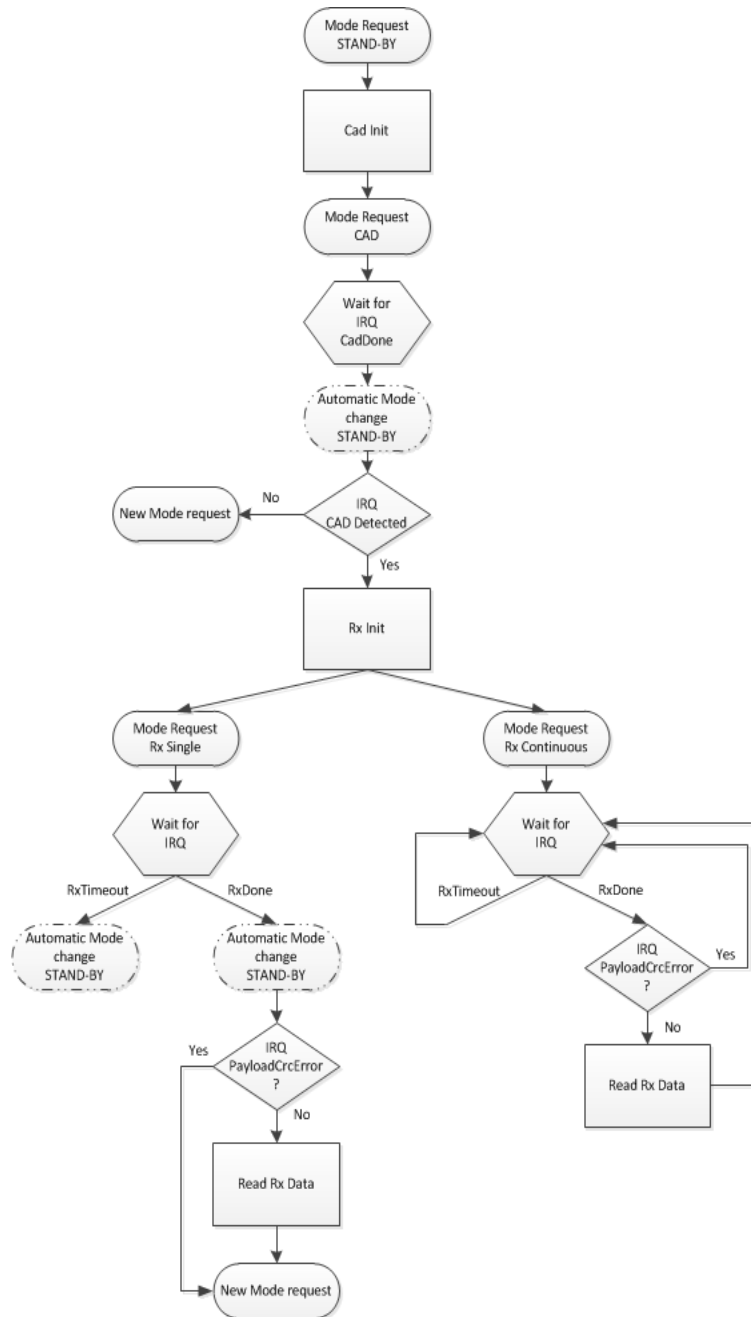 Mode Request
STAND-BY
Cad Init
Mode Request
CAD
Wait for
IRQ
CadDone
Automatic Mode
change
STAND-BY
No
New Mode request
IRQ
CAD Detected
Yes
Rx Init
Mode Request
Rx Single
Mode Request
Rx Continuous
Wait for
IRQ
Wait for
IRQ
RxTimeout
RxDone
RxTimeout
RxDone
Automatic Mode
change
STAND-BY
Automatic Mode
change
STAND-BY
IRQ
PayloadCrcError
?
Yes
No
Yes
IRQ
PayloadCrcError
?
No
Read Rx Data
Read Rx Data
New Mode request